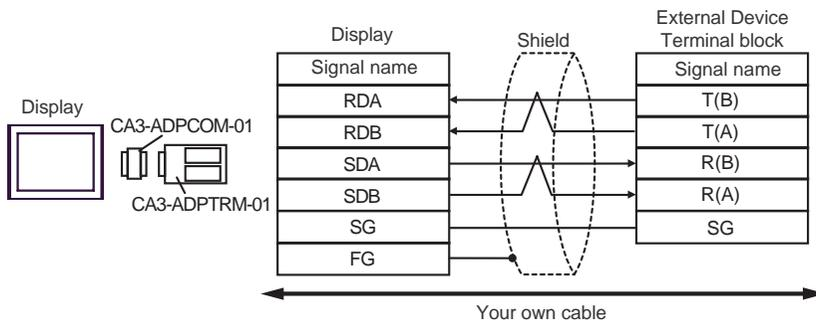 Display
CA3-ADPCOM-01
CA3-ADPTRM-01
Display
Shield
External Device
Terminal block
Signal name
Signal name
RDA
T(B)
RDB
T(A)
SDA
R(B)
SDB
R(A)
SG
SG
FG
Your own cable